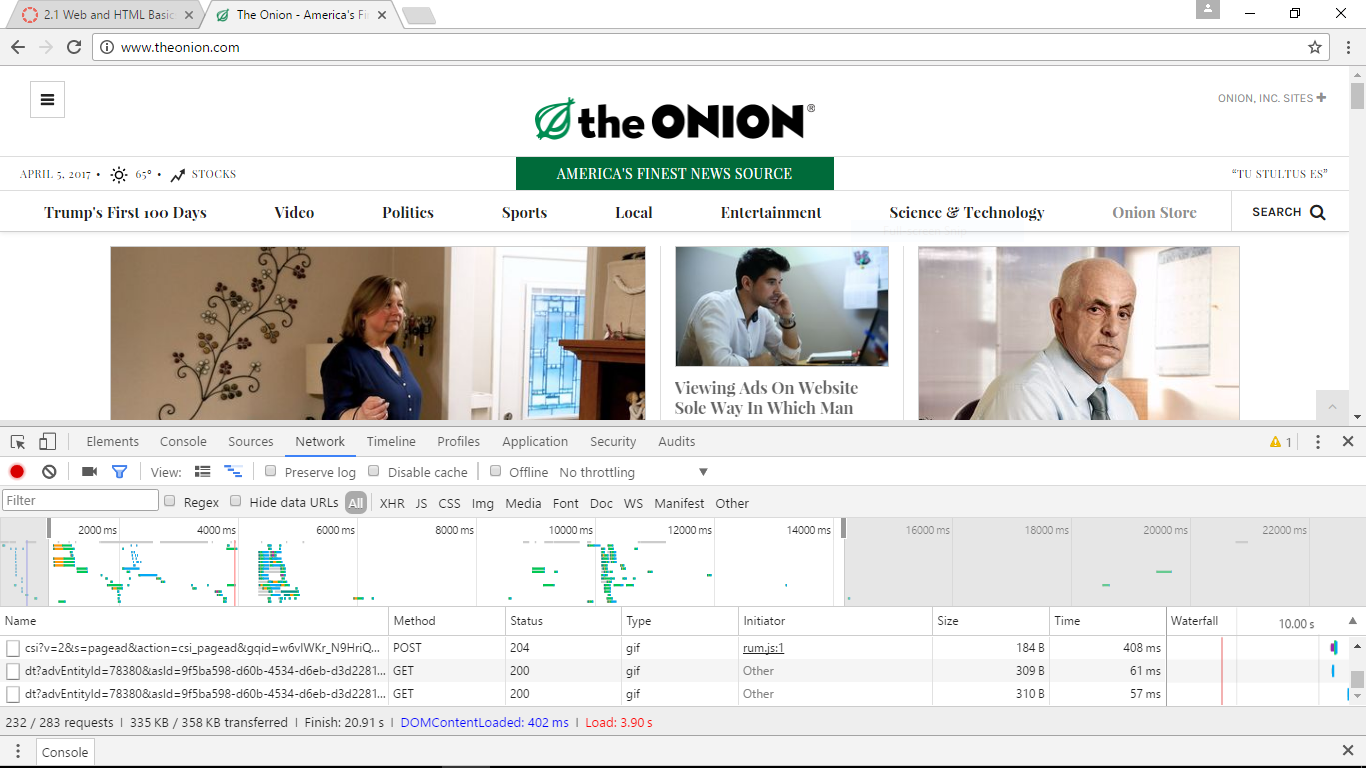 2.1 Web and HTML Basic
The Onion - America's Fi
www.theonion.com
ONION, INC. SITES +
the ONION®
APRIL 5, 2017 • 65° • STOCKS
AMERICA'S FINEST NEWS SOURCE
“TU STULTUS ES”
Trump's First 100 Days Video Politics Sports Local Entertainment Science & Technology Onion Store SEARCH
Viewing Ads On Website
Sole Way In Which Man
Elements Console Sources Network Timeline Profiles Application Security Audits 1
View: Preserve log Disable cache Offline No throttling
Filter Regex Hide data URLs All XHR JS CSS Img Media Font Doc WS Manifest Other
2000 ms 4000 ms 6000 ms 8000 ms 10000 ms 12000 ms 14000 ms 16000 ms 18000 ms 20000 ms 22000 ms
Name Method Status Type Initiator Size Time Waterfall 10.00 s
csi?v=2&s=pagead&action=csi_pagead&gqid=w6vIWKr_N9HriQ... POST 204 gif rum.js:1 184 B 408 ms
dt?advEntityId=78380&asId=9f5ba598-d60b-4534-d6eb-d3d2281... GET 200 gif Other 309 B 61 ms
dt?advEntityId=78380&asId=9f5ba598-d60b-4534-d6eb-d3d2281... GET 200 gif Other 310 B 57 ms
232 / 283 requests | 335 KB / 358 KB transferred | Finish: 20.91 s | DOMContentLoaded: 402 ms | Load: 3.90 s
Console